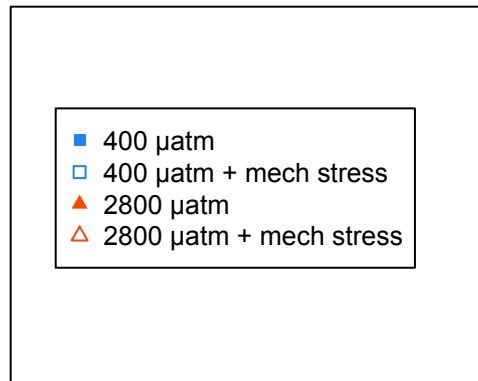 400 µatm
400 µatm + mech stress
2800 µatm
2800 µatm + mech stress